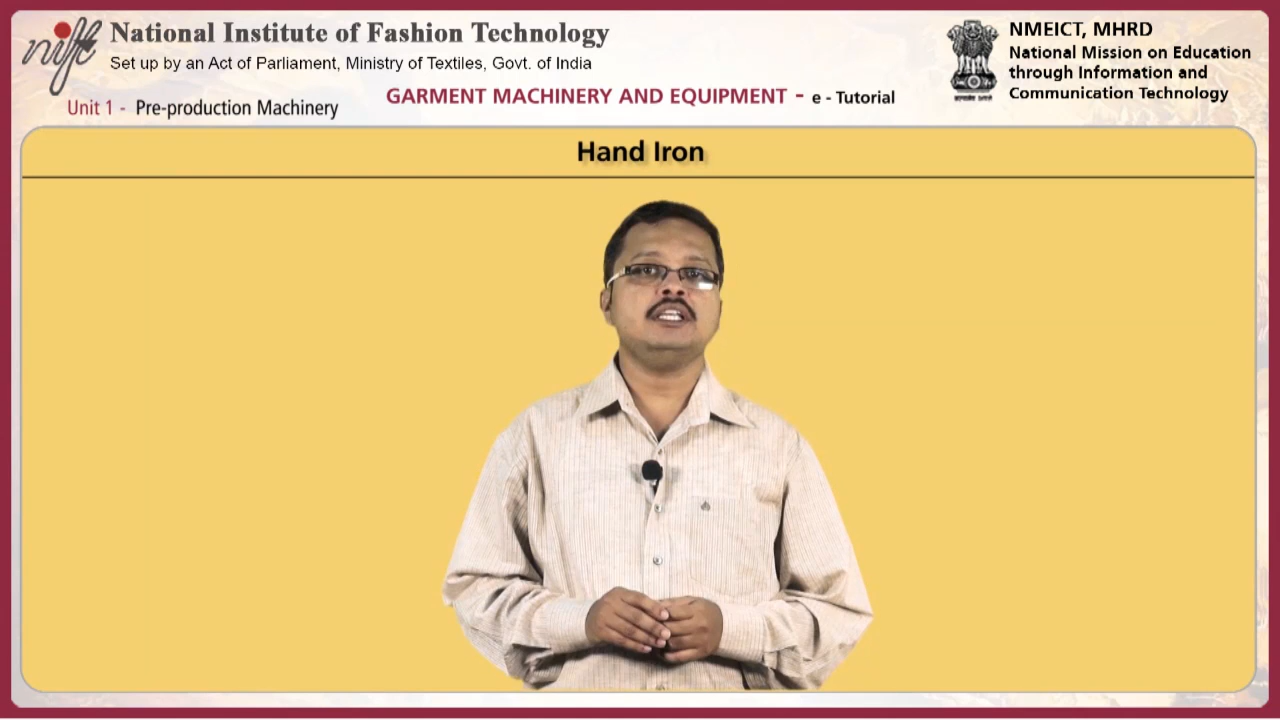 nift
National Institute of Fashion Technology
Set up by an Act of Parliament, Ministry of Textiles, Govt. of India
Unit 1 - Pre-production Machinery
GARMENT MACHINERY AND EQUIPMENT - e - Tutorial
NMEICT, MHRD
National Mission on Education
through Information and
Communication Technology
Hand Iron